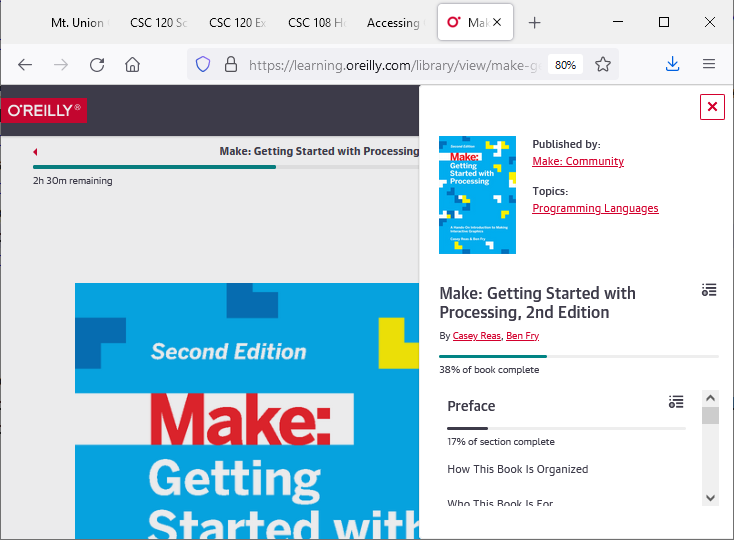 Mt. Union
CSC 120 Sc
CSC 120 Ex
CSC 108 H
Accessing
Mak
https://learning.oreilly.com/library/view/make-g
80%
O'REILLY®
Make: Getting Started with Processing
2h 30m remaining
Second Edition
Make:
Getting
Started with
Second Edition
Make:
Getting
Started with
Processing
A Hands-On Introduction to Making
Interactive Graphics
Casey Reas & Ben Fry
Published by:
Make: Community
Topics:
Programming Languages
Make: Getting Started with
Processing, 2nd Edition
By Casey Reas, Ben Fry
38% of book complete
Preface
17% of section complete
How This Book Is Organized
Who This Book Is For